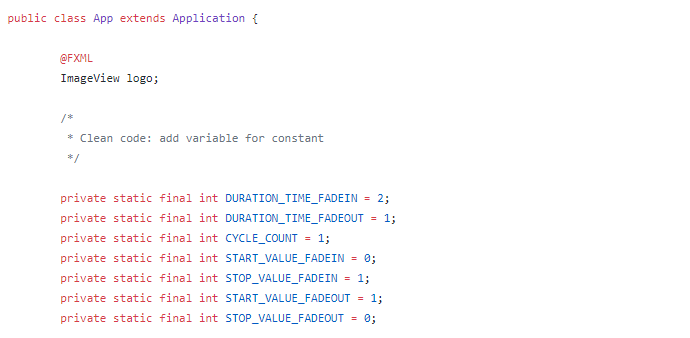 public class App extends Application {
@FXML
ImageView logo;
/*
* Clean code: add variable for constant
*/
private static final int DURATION_TIME_FADEIN = 2;
private static final int DURATION_TIME_FADEOUT = 1;
private static final int CYCLE_COUNT = 1;
private static final int START_VALUE_FADEIN = 0;
private static final int STOP_VALUE_FADEIN = 1;
private static final int START_VALUE_FADEOUT = 1;
private static final int STOP_VALUE_FADEOUT = 0;